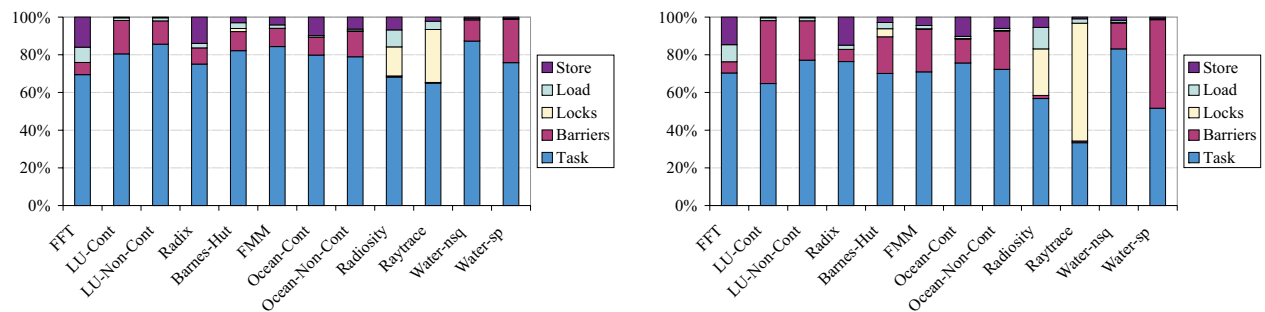 100%
80%
60%
40%
20%
0%
FFT
LU-Cont
LU-Non-Cont
Radix
Barnes-Hut
FMM
Ocean-Cont
Ocean-Non-Cont
Radiosity
Raytrace
Water-nsq
Water-sp
Store
Load
Locks
Barriers
Task
100%
80%
60%
40%
20%
0%
FFT
LU-Cont
LU-Non-Cont
Radix
Barnes-Hut
FMM
Ocean-Cont
Ocean-Non-Cont
Radiosity
Raytrace
Water-nsq
Water-sp
Store
Load
Locks
Barriers
Task